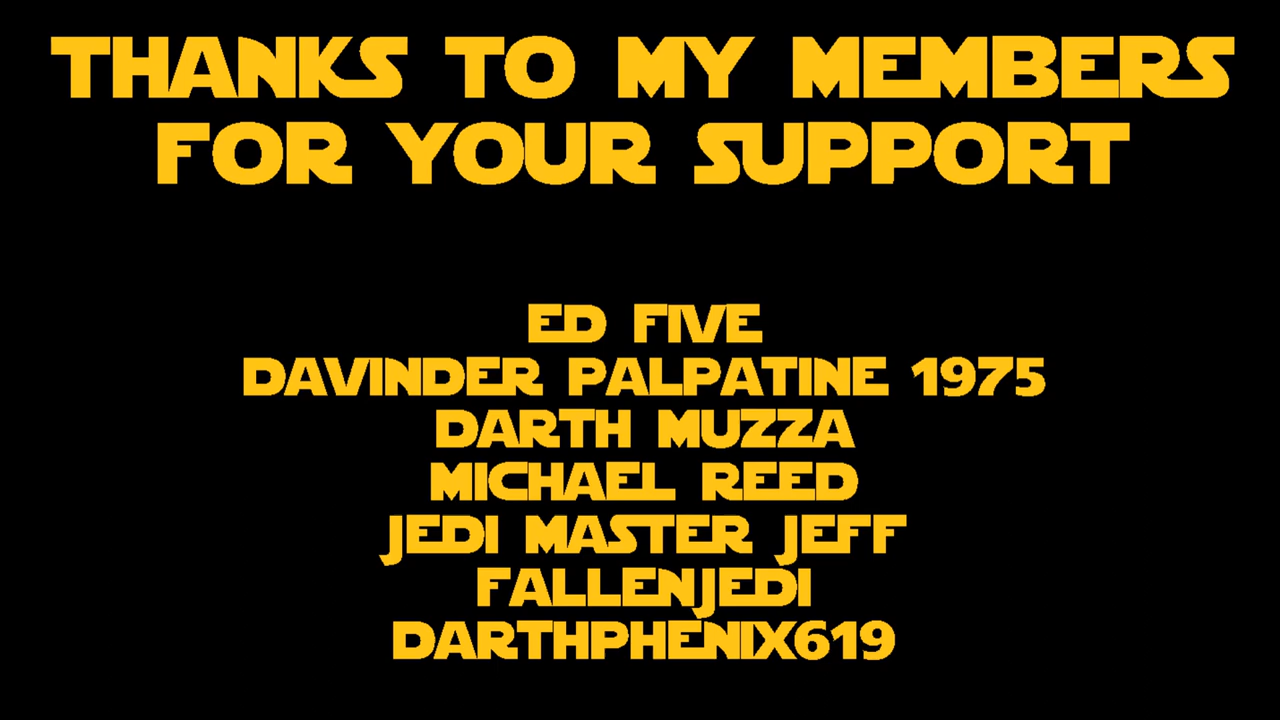 THANKS TO MY MEMBERS
FOR YOUR SUPPORT
ED FIVE
DAVINDER PALPATINE 1975
DARTH MUZZA
MICHAEL REED
JEDI MASTER JEFF
FALLENJEDI
DARTHPHENIX619